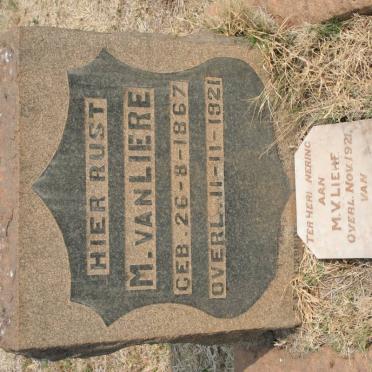 HIER RUST
M. VAN LIERE
GEB. 26-8-1867
OVERL. 11-11-1921
TER HERINNERING
AAN
M.V. LIERE
OVERL. NOV. 1921
VAN